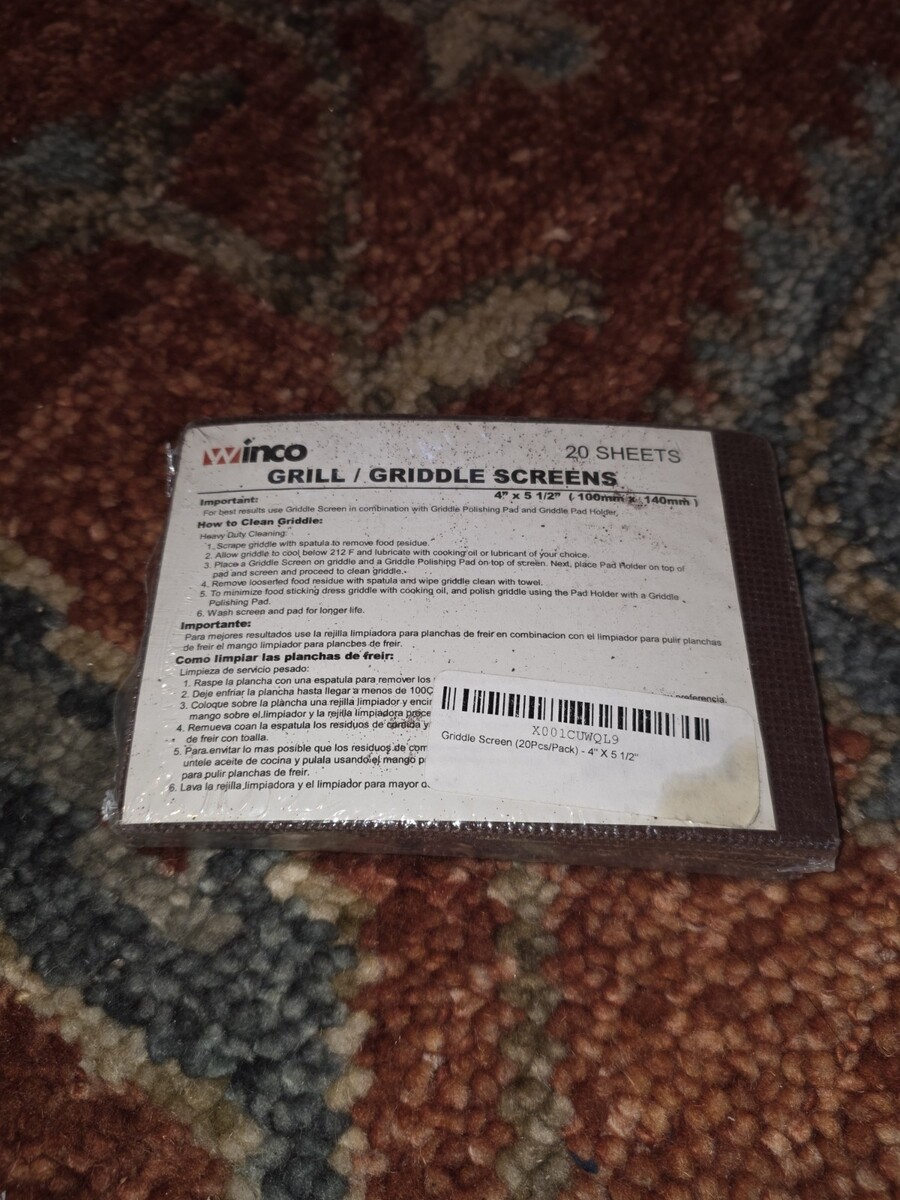 winco
20 SHEETS
GRILL / GRIDDLE SCREENS
4" x 5 1/2" ( 100mm x 140mm )
Important:
For best results use Griddle Screen in combination with Griddle Polishing Pad and Griddle Pad Holder.
How to Clean Griddle:
Heavy Duty Cleaning:
1. Scrape griddle with spatula to remove food residue.
2. Allow griddle to cool below 212 F and lubricate with cooking oil or lubricant of your choice.
3. Place a Griddle Screen on griddle and a Griddle Polishing Pad on top of screen. Next, place Pad Holder on top of
pad and screen and proceed to clean griddle.
4. Remove looserfed food residue with spatula and wipe griddle clean with towel.
5. To minimize food sticking dress griddle with cooking oil, and polish griddle using the Pad Holder with a Griddle
Polishing Pad.
6. Wash screen and pad for longer life.
Importante:
Para mejores resultados use la rejilla limpiadora para planchas de freir en combinacion con el limpiador para pulir planchas
de freir el mango limpiador para plancbes de freir.
Como limpiar las planchas de freir:
Limpieza de servicio pesado:
1. Raspe la plancha con una espatula para remover los
2. Deje enfriar la plancha hasta llegar a menos de 100C
preferencia.
3. Coloque sobre la plancha una rejilla limpiador y encir
mango sobre el limpiador y la rejilla limpiadora proce
4. Remueva coan la espatula los residuos de comida y
de freir con toalla.
5. Para envitar lo mas posible que los residuos de com
untele aceite de cocina y pulala usando el mango p
para pulir planchas de freir.
6. Lava la rejilla limpiadora y el limpiador para mayor d
X001CUWQL9
Griddle Screen (20Pcs/Pack) - 4" X 5 1/2"